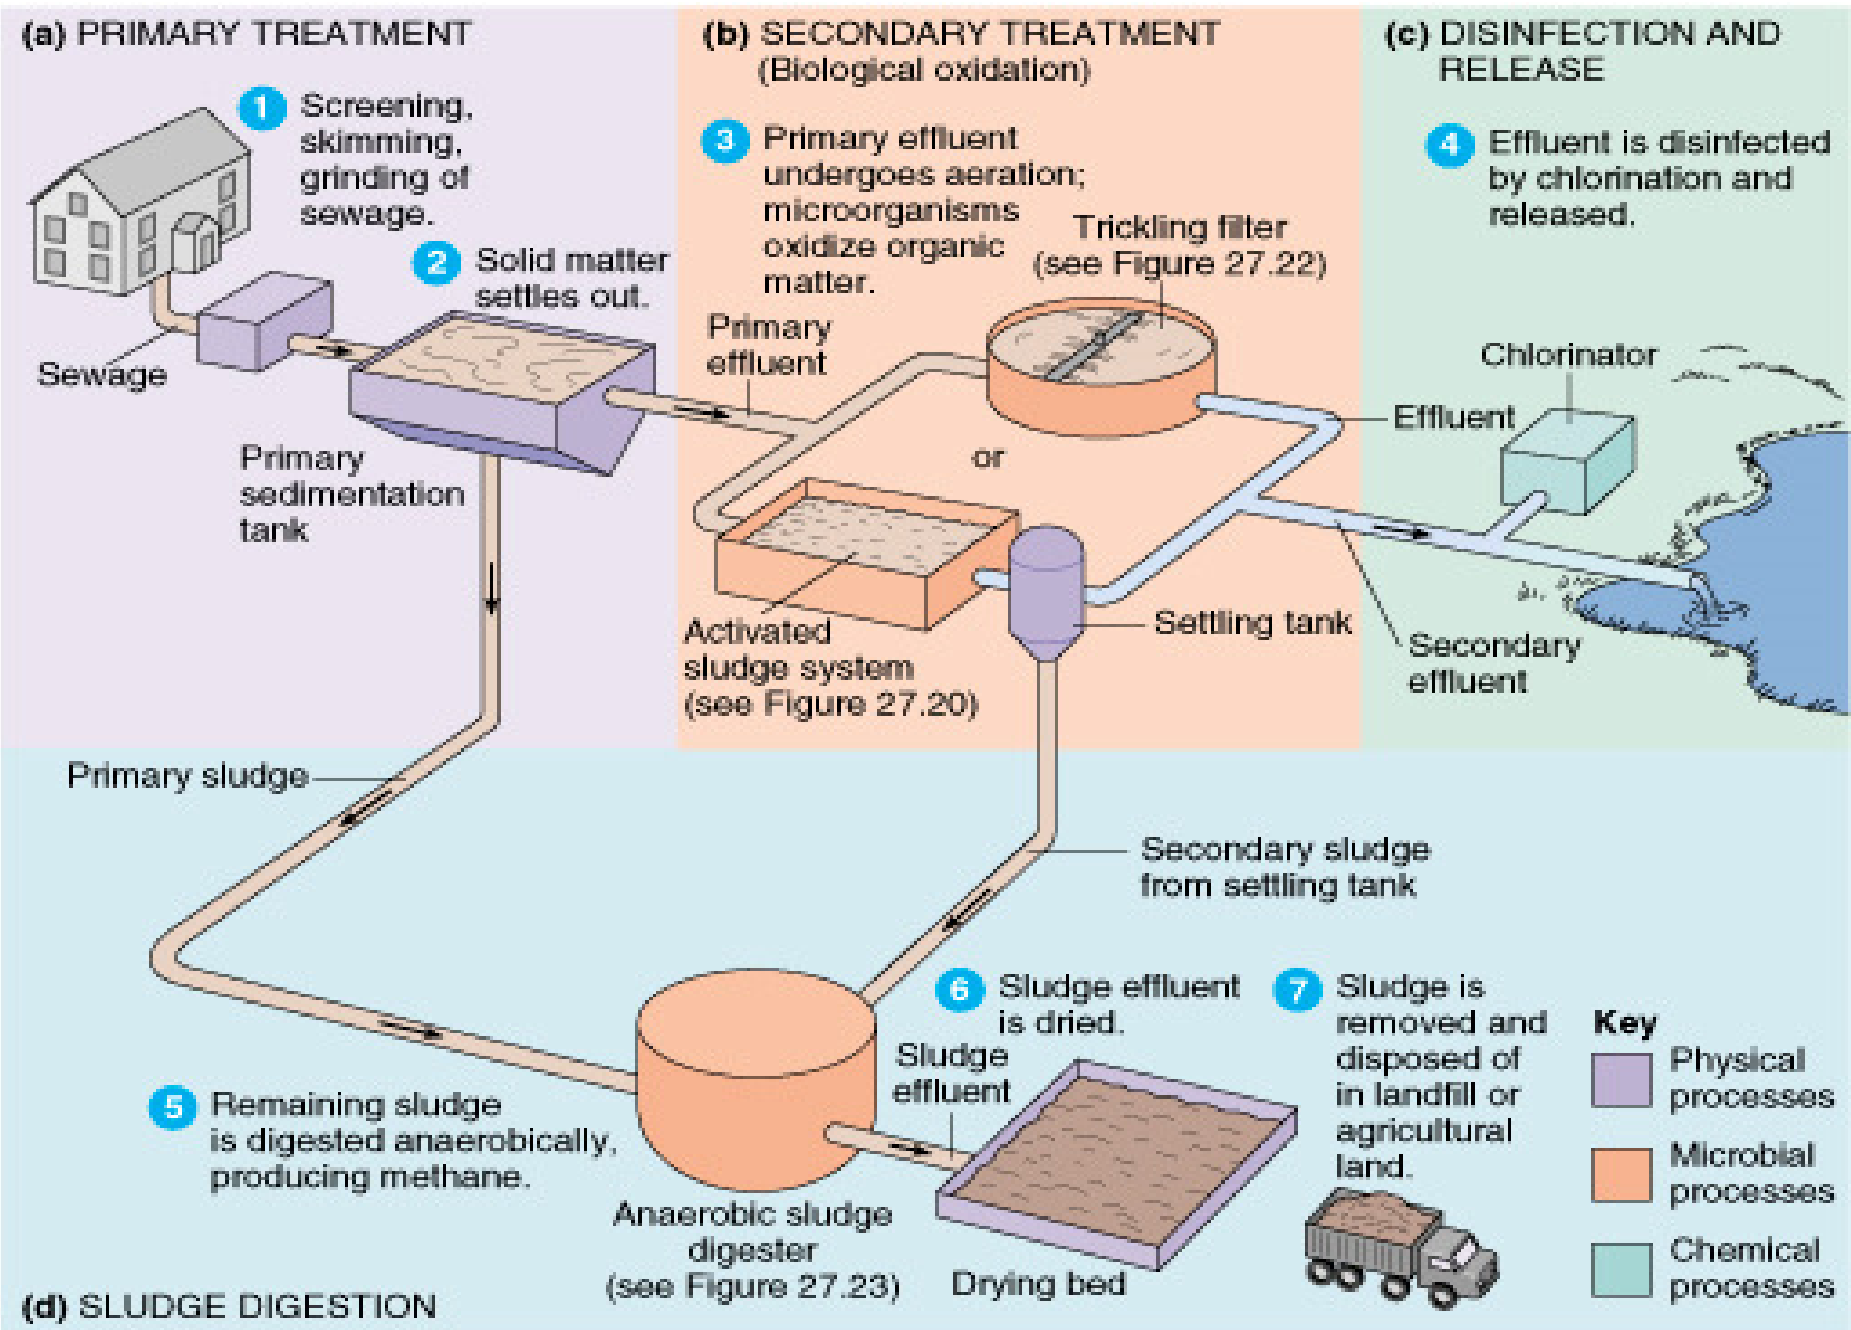 (a) PRIMARY TREATMENT
1 Screening,
skimming,
grinding of
sewage.
2 Solid matter
settles out.
Sewage
Primary
sedimentation
tank
(b) SECONDARY TREATMENT
(Biological oxidation)
3 Primary effluent
undergoes aeration;
microorganisms
oxidize organic
matter.
Trickling filter
(see Figure 27.22)
Primary
effluent
or
Effluent
Activated
sludge system
(see Figure 27.20)
Settling tank
(c) DISINFECTION AND
RELEASE
4 Effluent is disinfected
by chlorination and
released.
Chlorinator
Secondary
effluent
Primary sludge
Secondary sludge
from settling tank
5 Remaining sludge
is digested anaerobically,
producing methane.
Anaerobic sludge
digester
(see Figure 27.23)
6 Sludge effluent
is dried.
Sludge
effluent
Drying bed
7 Sludge is
removed and
disposed of
in landfill or
agricultural
land.
Key
Physical
processes
Microbial
processes
Chemical
processes
(d) SLUDGE DIGESTION